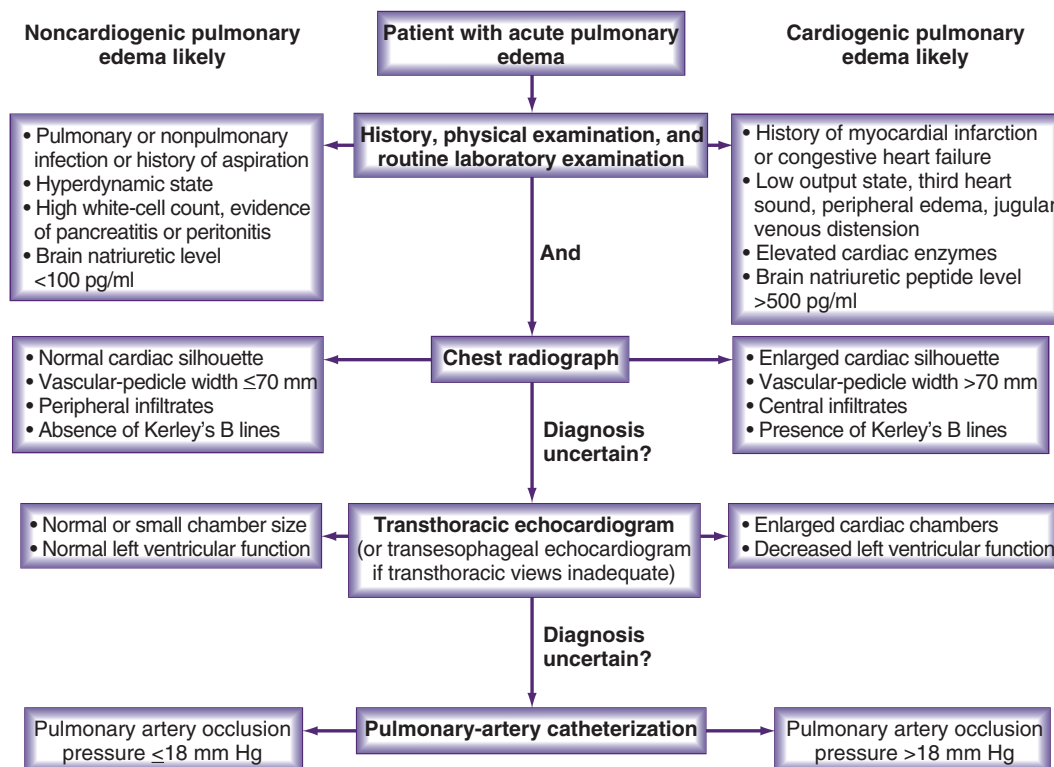 Noncardiogenic pulmonary
edema likely
Patient with acute pulmonary
edema
Cardiogenic pulmonary
edema likely
• Pulmonary or nonpulmonary
infection or history of aspiration
• Hyperdynamic state
• High white-cell count, evidence
of pancreatitis or peritonitis
• Brain natriuretic level
<100 pg/ml
History, physical examination, and
routine laboratory examination
• History of myocardial infarction
or congestive heart failure
• Low output state, third heart
sound, peripheral edema, jugular
venous distension
• Elevated cardiac enzymes
• Brain natriuretic peptide level
>500 pg/ml
And
• Normal cardiac silhouette
• Vascular-pedicle width ≤70 mm
• Peripheral infiltrates
• Absence of Kerley's B lines
Chest radiograph
• Enlarged cardiac silhouette
• Vascular-pedicle width >70 mm
• Central infiltrates
• Presence of Kerley's B lines
Diagnosis
uncertain?
• Normal or small chamber size
• Normal left ventricular function
Transthoracic echocardiogram
(or transesophageal echocardiogram
if transthoracic views inadequate)
• Enlarged cardiac chambers
• Decreased left ventricular function
Diagnosis
uncertain?
Pulmonary artery occlusion
pressure ≤18 mm Hg
Pulmonary-artery catheterization
Pulmonary artery occlusion
pressure >18 mm Hg